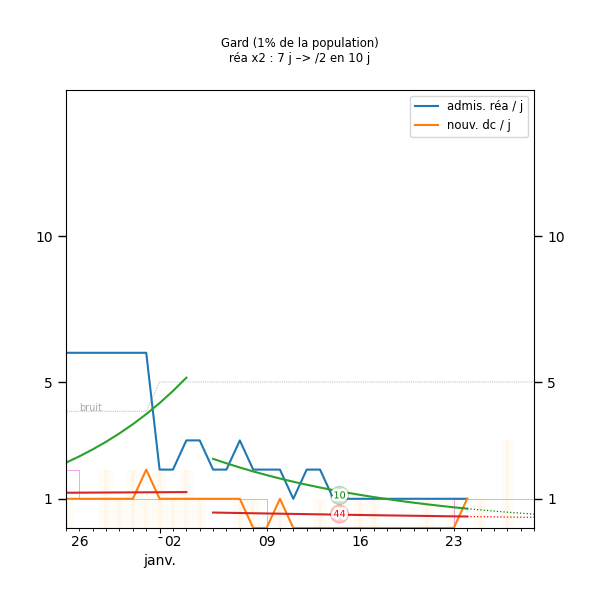 Gard (1% de la population)
réa x2 : 7 j –> /2 en 10 j
admis. réa / j
nouv. dc / j
10
10
5
5
bruit
1
1
-10
-44
26
02
09
16
23
janv.